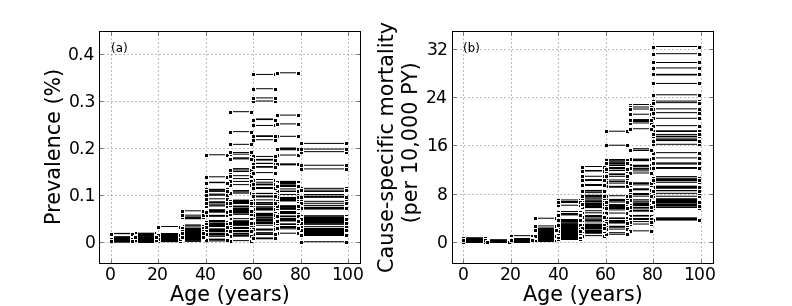 (a)
Prevalence (%)
0.4
0.3
0.2
0.1
0
0 20 40 60 80 100
Age (years)
(b)
Cause-specific mortality
(per 10,000 PY)
32
24
16
8
0
0 20 40 60 80 100
Age (years)